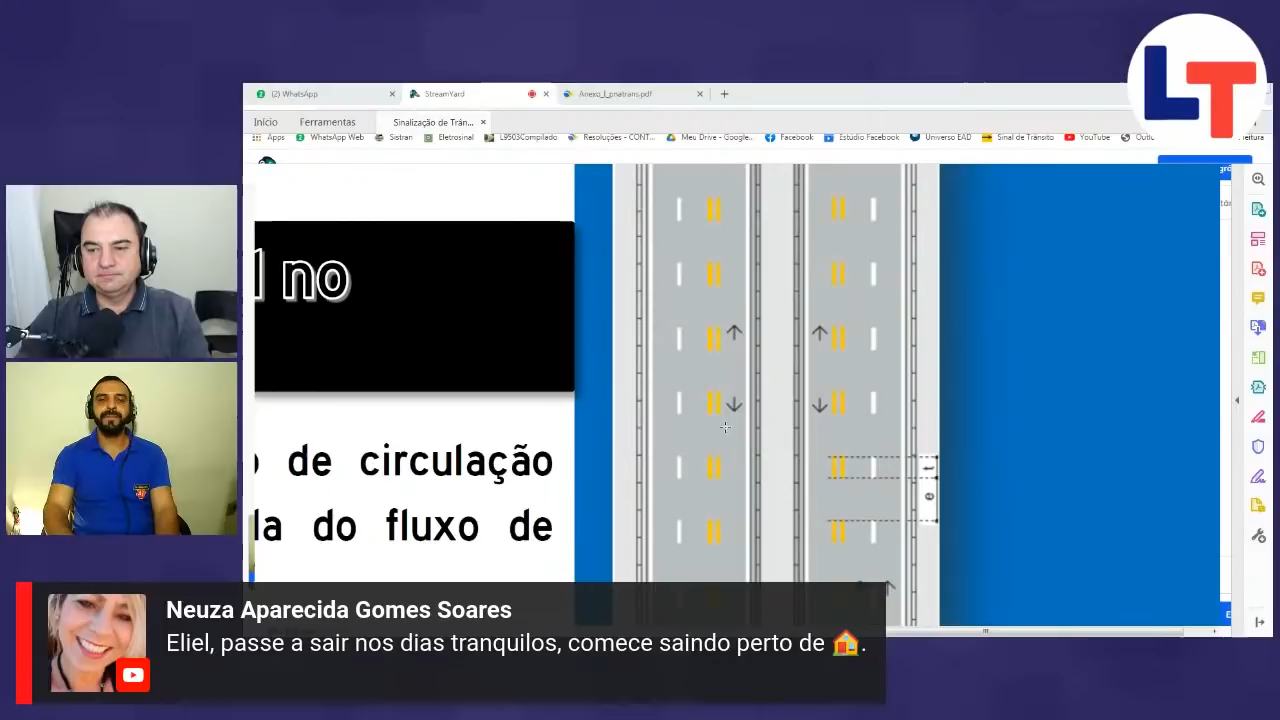 LT
(2) WhatsApp
StreamYard
Anexo_I_pnatrans.pdf
Início
Ferramentas
Sinalização de Trân...
Apps
WhatsApp Web
Sistran
Eletrosinal
L9503Compilado
Resoluções - CONT...
Meu Drive - Google...
Facebook
Estúdio Facebook
Universo EAD
Sinal de Trânsito
YouTube
no
de circulação
do fluxo de
t
e
Neuza Aparecida Gomes Soares
Eliel, passe a sair nos dias tranquilos, comece saindo perto de 🏠.